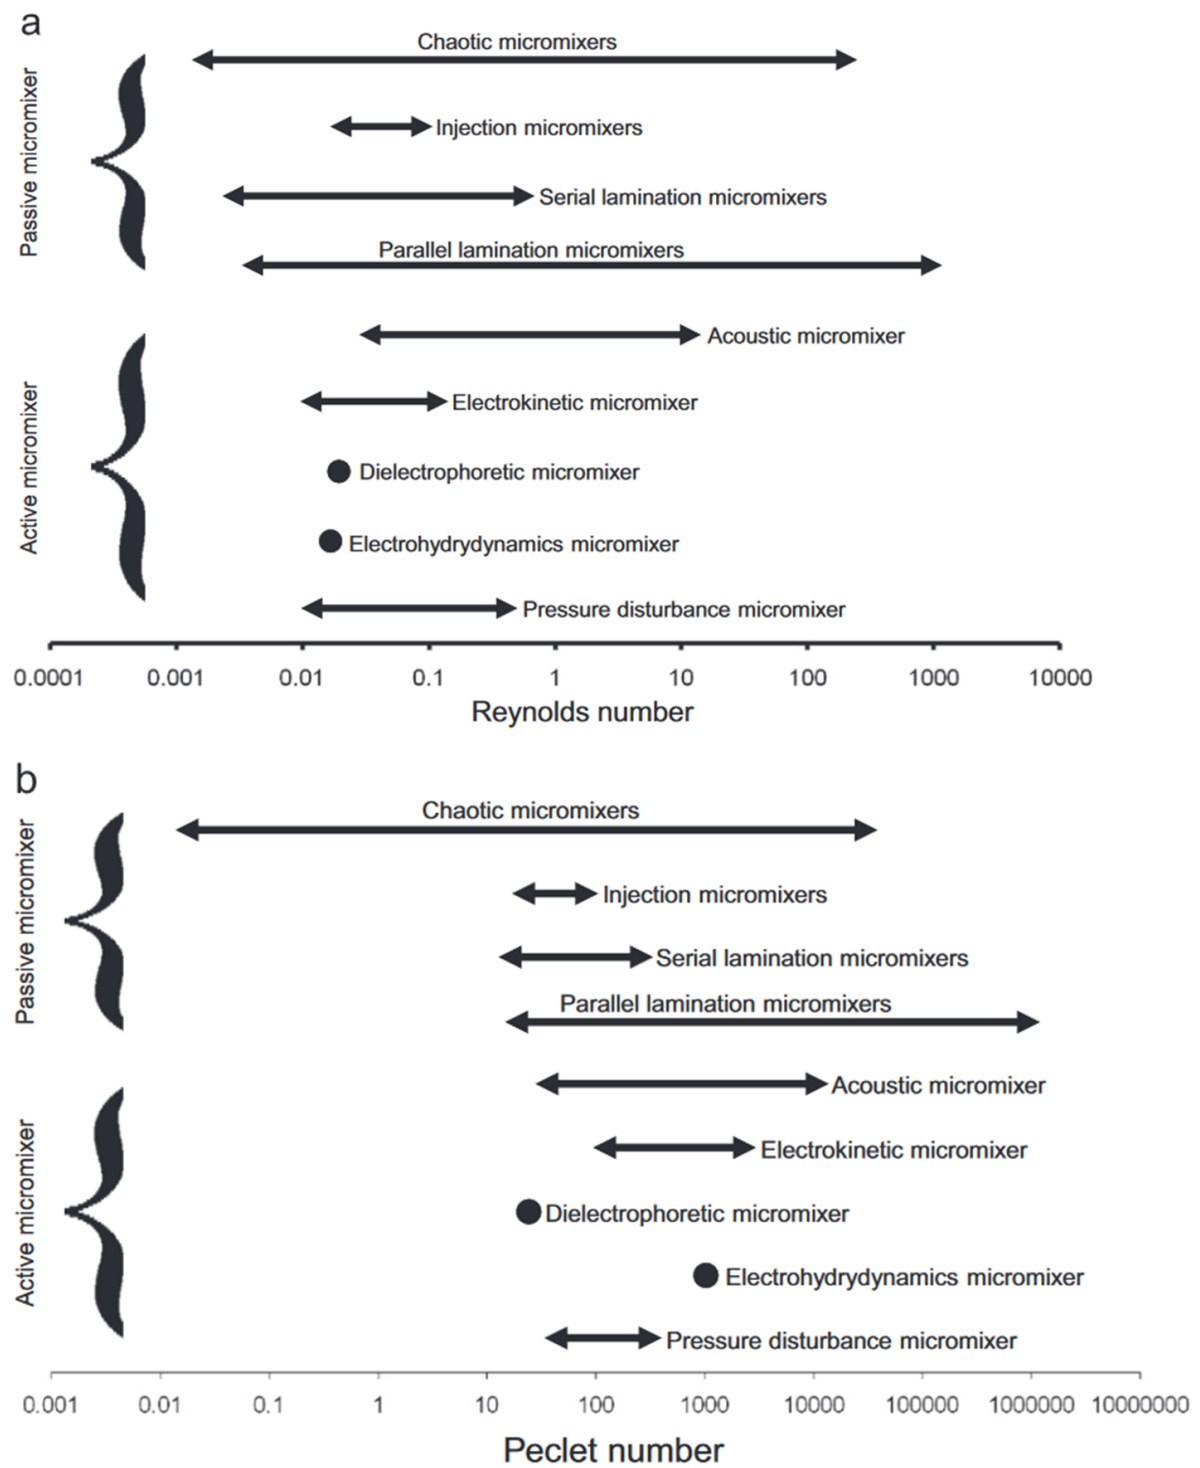 a
Passive micromixer
Chaotic micromixers
Injection micromixers
Serial lamination micromixers
Parallel lamination micromixers
Active micromixer
Acoustic micromixer
Electrokinetic micromixer
Dielectrophoretic micromixer
Electrohydrydynamics micromixer
Pressure disturbance micromixer
0.0001 0.001 0.01 0.1 1 10 100 1000 10000
Reynolds number
b
Passive micromixer
Chaotic micromixers
Injection micromixers
Serial lamination micromixers
Parallel lamination micromixers
Active micromixer
Acoustic micromixer
Electrokinetic micromixer
Dielectrophoretic micromixer
Electrohydrydynamics micromixer
Pressure disturbance micromixer
0.001 0.01 0.1 1 10 100 1000 10000 100000 1000000 10000000
Peclet number